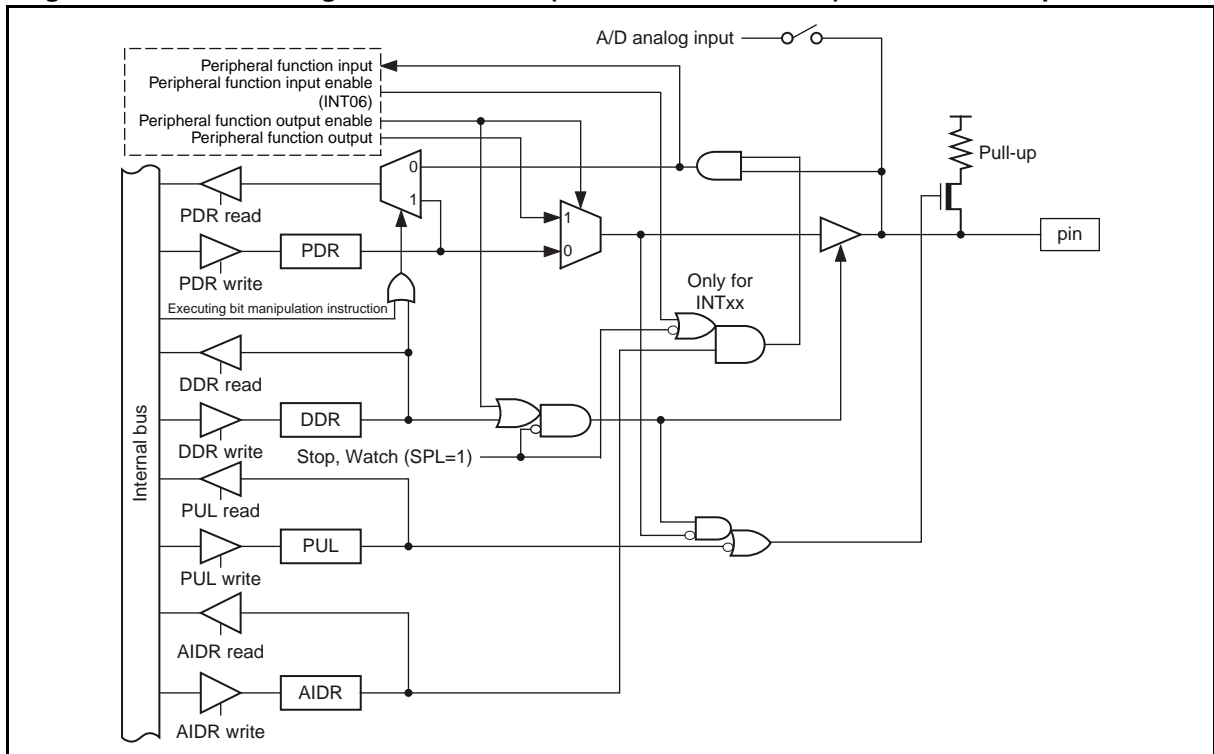 A/D analog input
Peripheral function input
Peripheral function input enable
(INT06)
Peripheral function output enable
Peripheral function output
Pull-up
0
1
PDR read
1
0
pin
PDR
PDR write
Only for
INTxx
Executing bit manipulation instruction
DDR read
DDR
DDR write
Stop, Watch (SPL=1)
Internal bus
PUL read
PUL
PUL write
AIDR read
AIDR
AIDR write